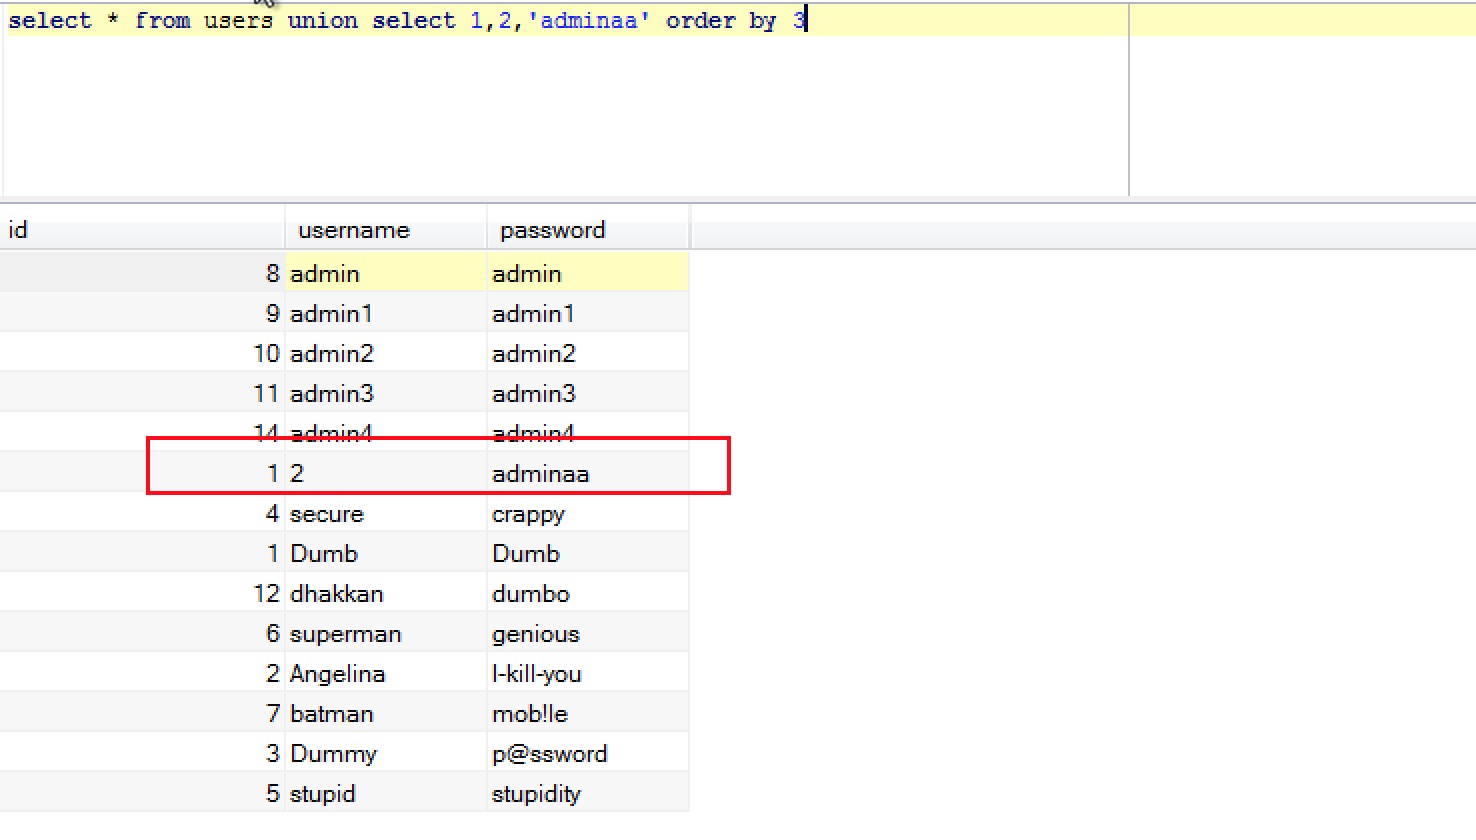 select * from users union select 1,2,'adminaa' order by 3
id username password
8 admin admin
9 admin1 admin1
10 admin2 admin2
11 admin3 admin3
14 admin4 admin4
1 2 adminaa
4 secure crappy
1 Dumb Dumb
12 dhakkan dumbo
6 superman genious
2 Angelina I-kill-you
7 batman mob!le
3 Dummy p@ssword
5 stupid stupidity